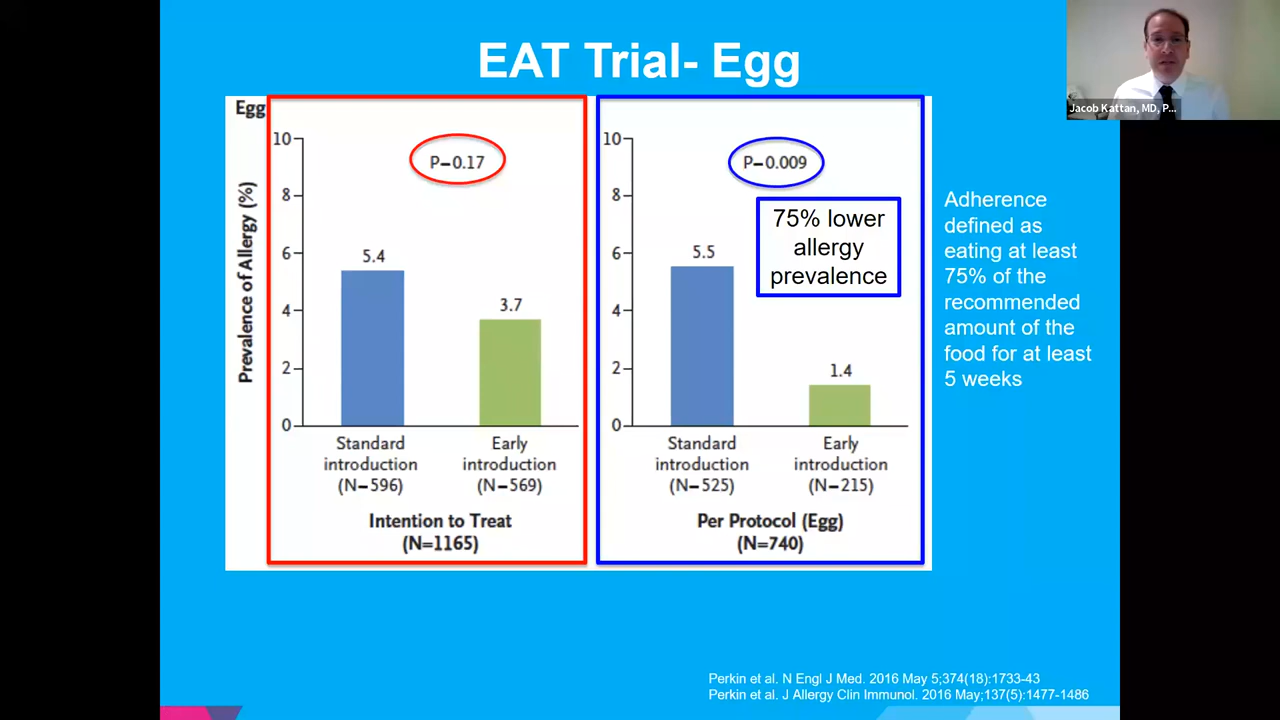 EAT Trial- Egg
Jacob Kattan, MD, P...
Egg
Prevalence of Allergy (%)
10
8
6
4
2
0
P–0.17
5.4
3.7
Standard
introduction
(N–596)
Early
introduction
(N–569)
Intention to Treat
(N=1165)
10
8
6
4
2
0
P–0.009
75% lower
allergy
prevalence
5.5
1.4
Standard
introduction
(N–525)
Early
introduction
(N–215)
Per Protocol (Egg)
(N=740)
Adherence
defined as
eating at least
75% of the
recommended
amount of the
food for at least
5 weeks
Perkin et al. N Engl J Med. 2016 May 5;374(18):1733-43
Perkin et al. J Allergy Clin Immunol. 2016 May;137(5):1477-1486